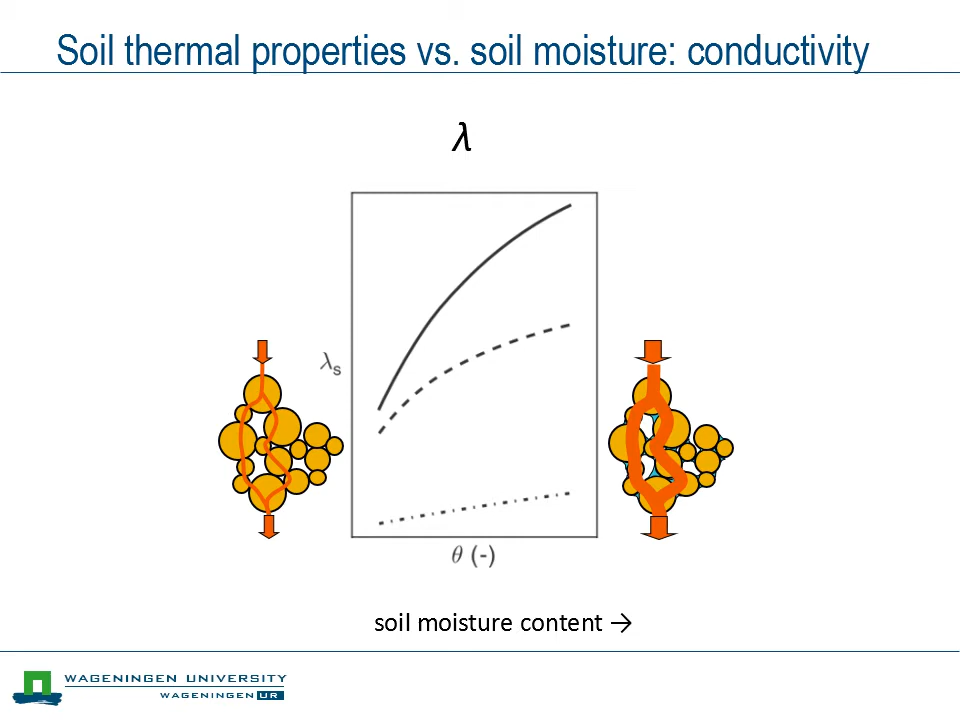 Soil thermal properties vs. soil moisture: conductivity
λ
λs
θ (-)
soil moisture content →
WAGENINGEN UNIVERSITY
WAGENINGEN UR